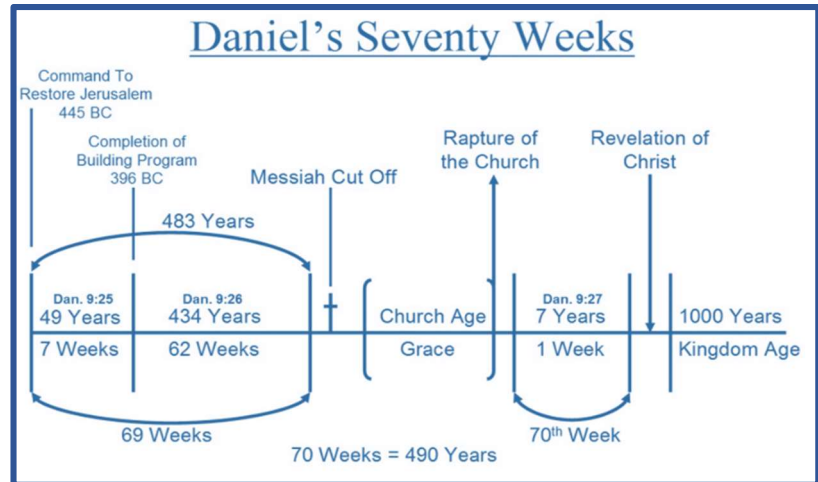 Daniel's Seventy Weeks
Command To
Restore Jerusalem
445 BC
Completion of
Building Program
396 BC
Messiah Cut Off
Rapture of
the Church
Revelation of
Christ
483 Years
Dan. 9:25
49 Years
7 Weeks
Dan. 9:26
434 Years
62 Weeks
Church Age
Grace
Dan. 9:27
7 Years
1 Week
1000 Years
Kingdom Age
69 Weeks
70th Week
70 Weeks = 490 Years